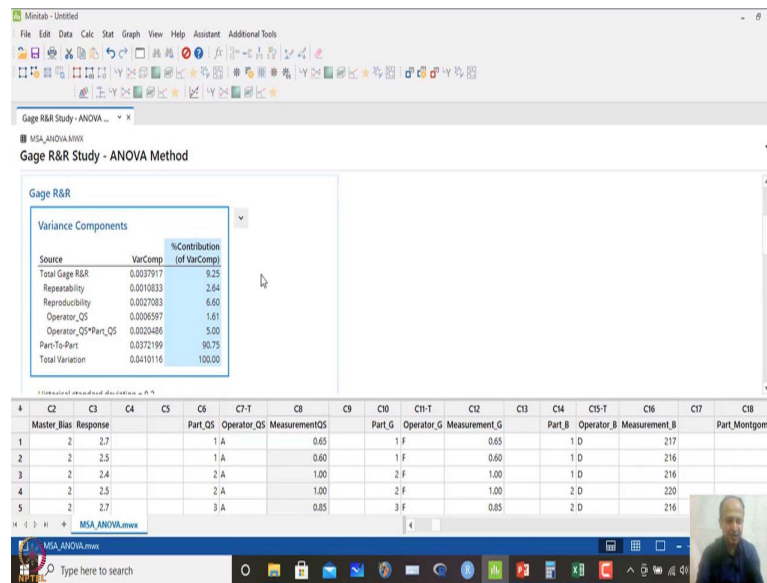 Minitab - Untitled
File Edit Data Calc Stat Graph View Help Assistant Additional Tools
Gage R&R Study - ANOVA ...
MSA_ANOVA.MWX
Gage R&R Study - ANOVA Method
Gage R&R
Variance Components
%Contribution
Source VarComp (of VarComp)
Total Gage R&R 0.0037917 9.25
Repeatability 0.0010833 2.64
Reproducibility 0.0027083 6.60
Operator_QS 0.0006597 1.61
Operator_QS*Part_QS 0.0020486 5.00
Part-To-Part 0.0372199 90.75
Total Variation 0.0410116 100.00
C2 C3 C4 C5 C6 C7-T C8 C9 C10 C11-T C12 C13 C14 C15-T C16 C17 C18
Master_Bias Response Part_QS Operator_QS MeasurementQS Part_G Operator_G Measurement_G Part_B Operator_B Measurement_B Part_Montgom
1 2 2.7 1 A 0.65 1 F 0.65 1 D 217
2 2 2.5 1 A 0.60 1 F 0.60 1 D 216
3 2 2.4 2 A 1.00 2 F 1.00 1 D 216
4 2 2.5 2 A 1.00 2 F 1.00 2 D 220
5 2 2.7 3 A 0.85 3 F 0.85 2 D 216
MSA_ANOVA.mwx
MSA_ANOVA.mwx
Type here to search
NPTEL